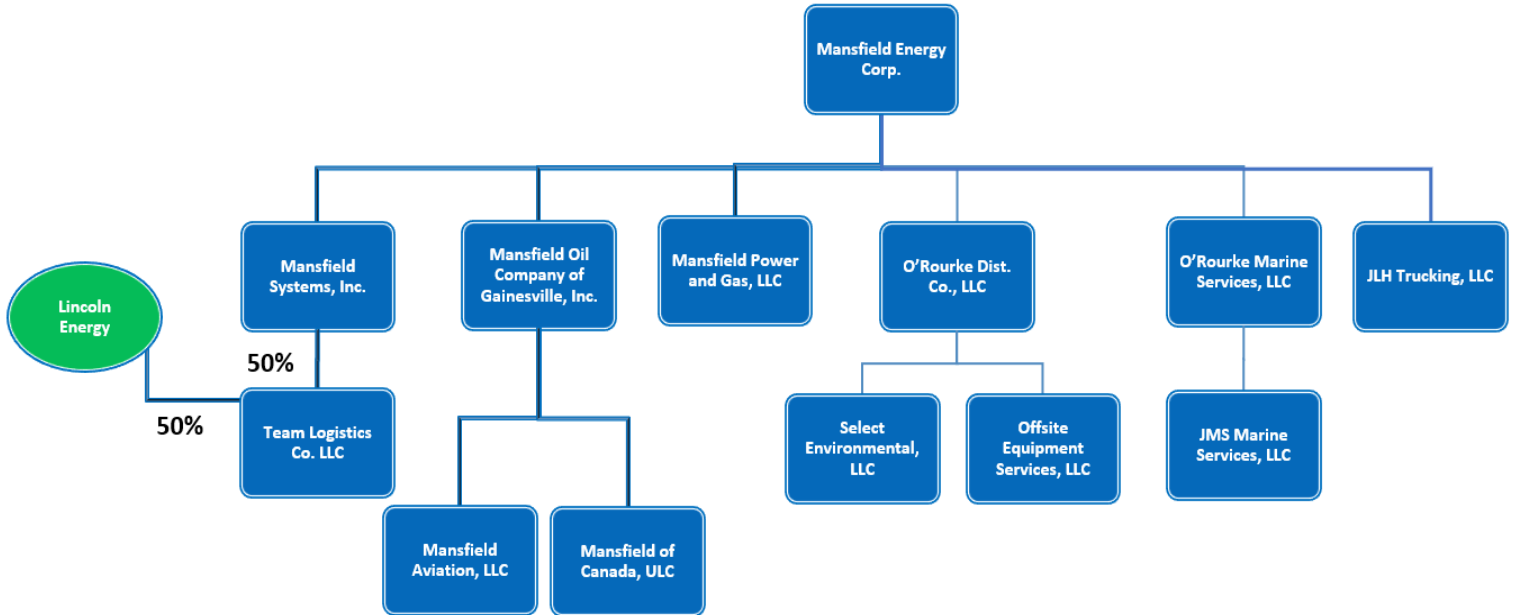 Mansfield Energy
Corp.
Mansfield
Systems, Inc.
Mansfield Oil
Company of
Gainesville, Inc.
Mansfield Power
and Gas, LLC
O’Rourke Dist.
Co., LLC
O’Rourke Marine
Services, LLC
JLH Trucking, LLC
Lincoln
Energy
50%
50%
Team Logistics
Co. LLC
Select
Environmental,
LLC
Offsite
Equipment
Services, LLC
JMS Marine
Services, LLC
Mansfield
Aviation, LLC
Mansfield of
Canada, ULC